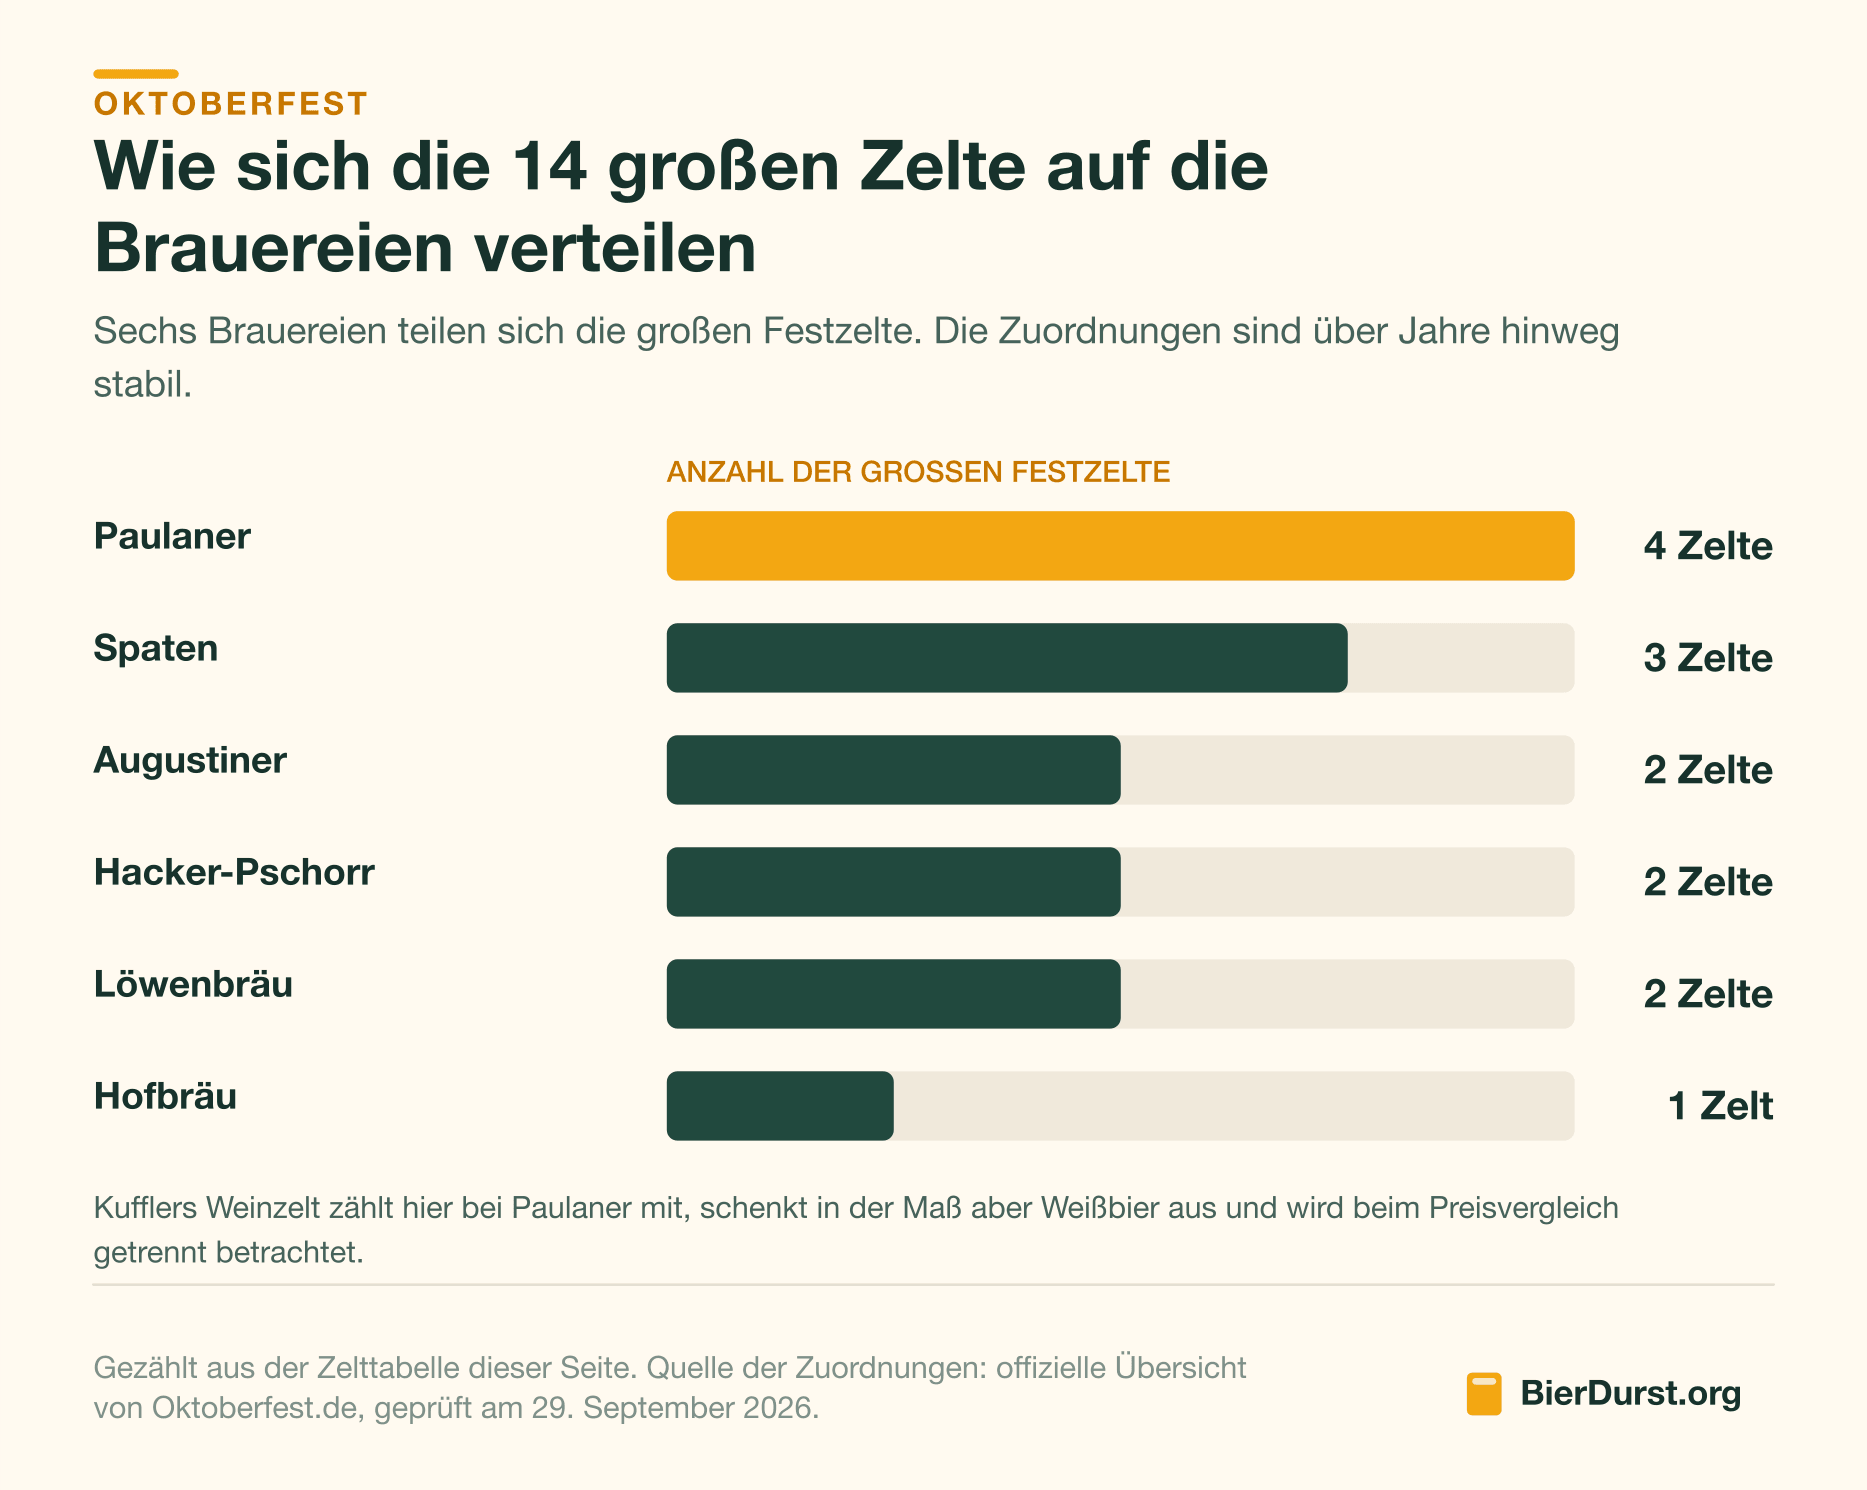 OKTOBERFEST
Wie sich die 14 großen Zelte auf die
Brauereien verteilen
Sechs Brauereien teilen sich die großen Festzelte. Die Zuordnungen sind über Jahre hinweg
stabil.
ANZAHL DER GROSSEN FESTZELTE
Paulaner 4 Zelte
Spaten 3 Zelte
Augustiner 2 Zelte
Hacker-Pschorr 2 Zelte
Löwenbräu 2 Zelte
Hofbräu 1 Zelt
Kufflers Weinzelt zählt hier bei Paulaner mit, schenkt in der Maß aber Weißbier aus und wird beim Preisvergleich
getrennt betrachtet.
Gezählt aus der Zelttabelle dieser Seite. Quelle der Zuordnungen: offizielle Übersicht
von Oktoberfest.de, geprüft am 29. September 2026.
BierDurst.org